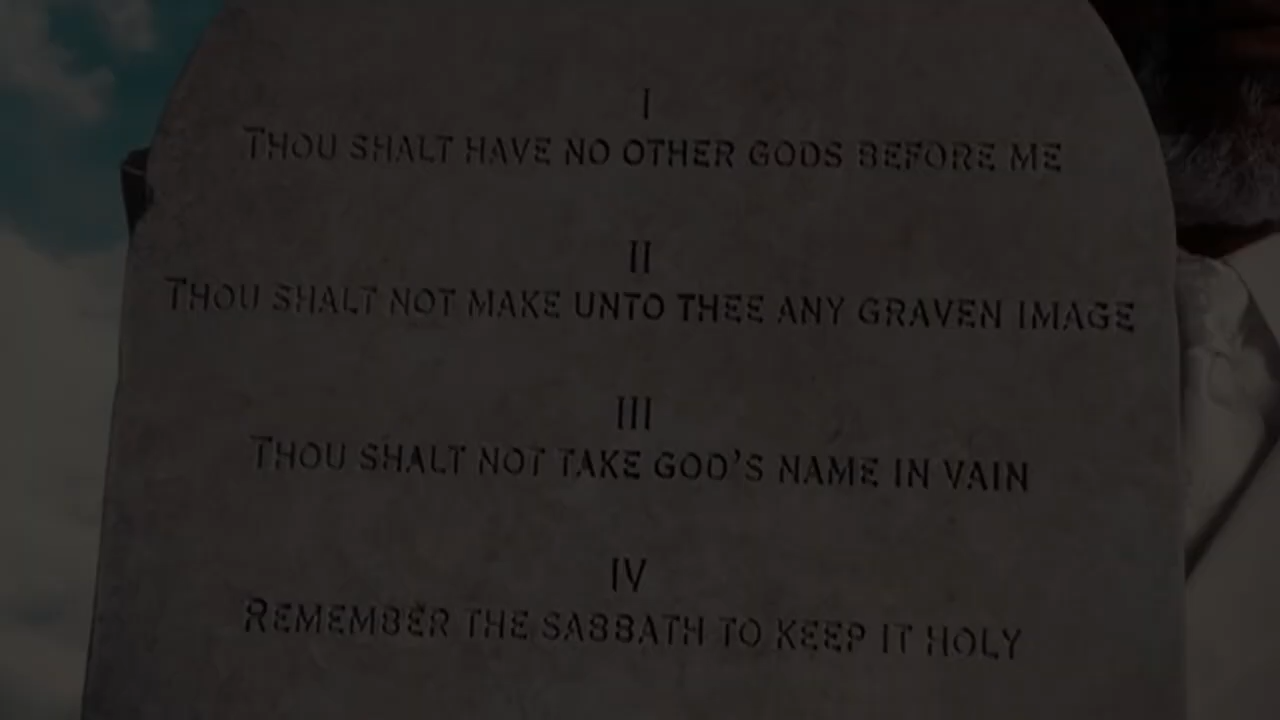 I
THOU SHALT HAVE NO OTHER GODS BEFORE ME
II
THOU SHALT NOT MAKE UNTO THEE ANY GRAVEN IMAGE
III
THOU SHALT NOT TAKE GOD'S NAME IN VAIN
IV
REMEMBER THE SABBATH TO KEEP IT HOLY